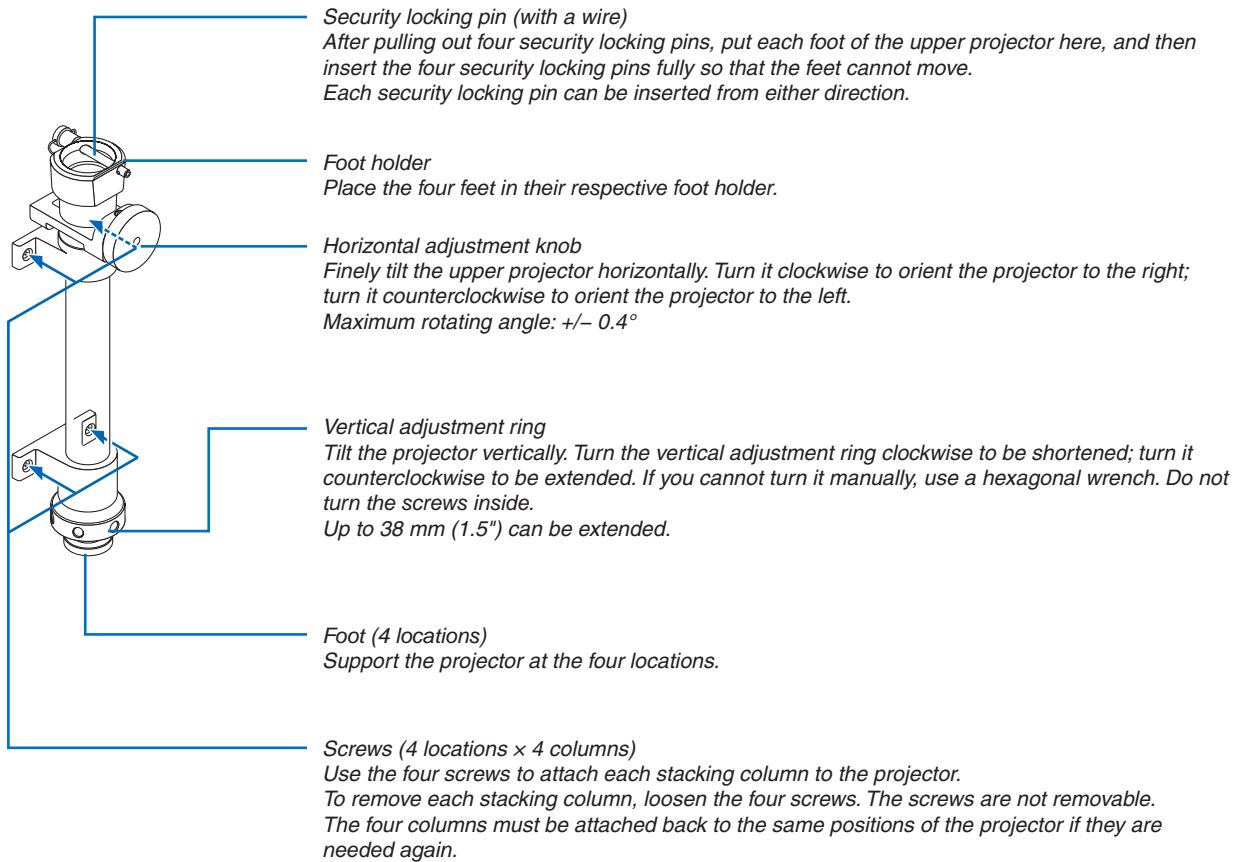 Security locking pin (with a wire)
After pulling out four security locking pins, put each foot of the upper projector here, and then
insert the four security locking pins fully so that the feet cannot move.
Each security locking pin can be inserted from either direction.
Foot holder
Place the four feet in their respective foot holder.
Horizontal adjustment knob
Finely tilt the upper projector horizontally. Turn it clockwise to orient the projector to the right;
turn it counterclockwise to orient the projector to the left.
Maximum rotating angle: +/− 0.4°
Vertical adjustment ring
Tilt the projector vertically. Turn the vertical adjustment ring clockwise to be shortened; turn it
counterclockwise to be extended. If you cannot turn it manually, use a hexagonal wrench. Do not
turn the screws inside.
Up to 38 mm (1.5") can be extended.
Foot (4 locations)
Support the projector at the four locations.
Screws (4 locations × 4 columns)
Use the four screws to attach each stacking column to the projector.
To remove each stacking column, loosen the four screws. The screws are not removable.
The four columns must be attached back to the same positions of the projector if they are
needed again.